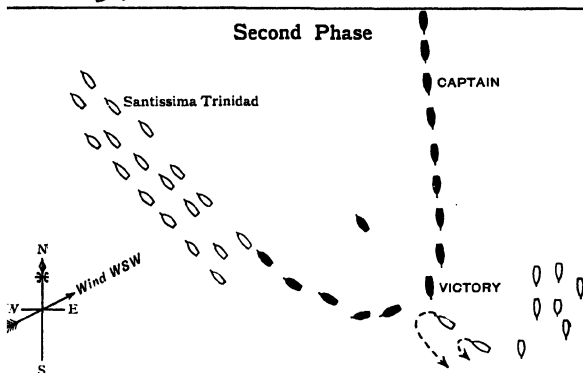 Second Phase
CAPTAIN
Santissima Trinidad
N
Wind WSW
VICTORY
W
E
S